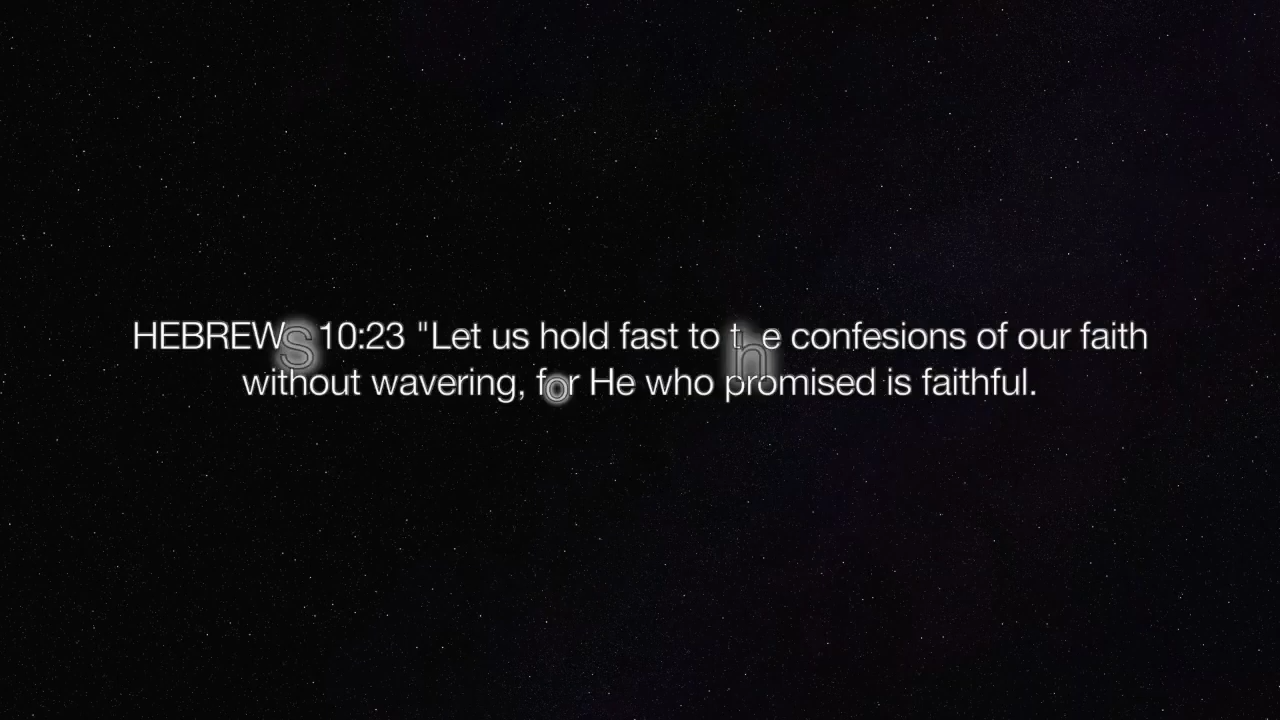 HEBREWS 10:23 "Let us hold fast to the confesions of our faith
without wavering, for He who promised is faithful.